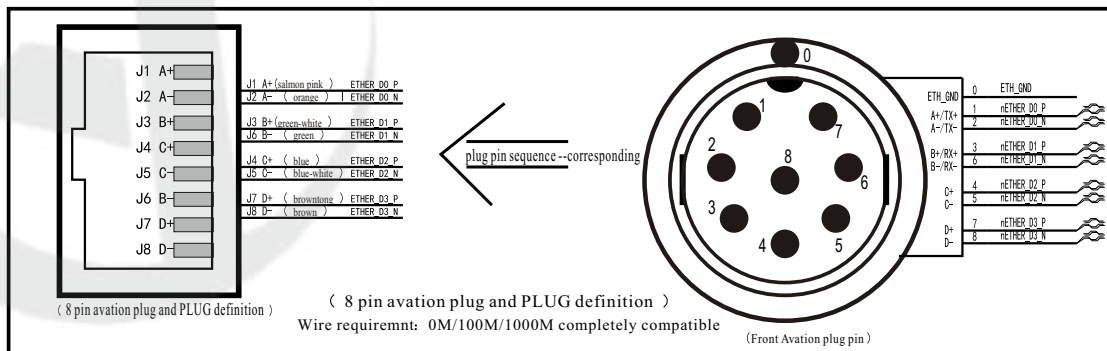 J1 A+
J2 A-
J3 B+
J4 C+
J5 C-
J6 B-
J7 D+
J8 D-
J1 A+(salmon pink ) ETHER_D0_P
J2 A- ( orange ) | ETHER_D0_N
J3 B+(green-white) ETHER_D1_P
J6 B- ( green ) ETHER_D1_N
J4 C+ ( blue ) ETHER_D2_P
J5 C- ( blue-white ) ETHER_D2_N
J7 D+ ( browntong ) ETHER_D3_P
J8 D- ( brown ) ETHER_D3_N
( 8 pin avation plug and PLUG definition )
plug pin sequence --corresponding
( 8 pin avation plug and PLUG definition )
Wire requiremnt: 0M/100M/1000M completely compatible
0
1
7
2
8
6
3
4
5
(Front Avation plug pin)
ETH_GND 0 ETH_GND
A+/TX+ 1 nETHER_D0_P
A-/TX- 2 nETHER_D0_N
B+/RX+ 3 nETHER_D1_P
B-/RX- 6 nETHER_D1_N
C+ 4 nETHER_D2_P
C- 5 nETHER_D2_N
D+ 7 nETHER_D3_P
D- 8 nETHER_D3_N